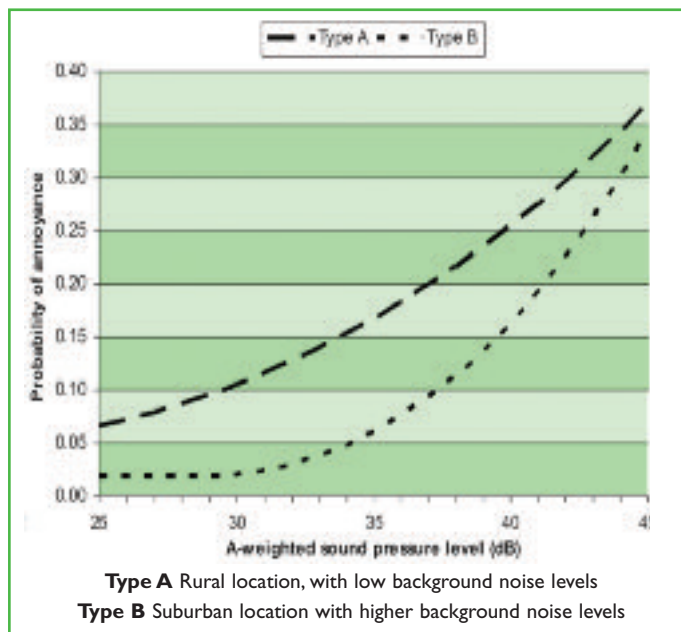 Type A Type B
0.40
0.35
0.30
0.25
0.20
0.15
0.10
0.05
0.00
Probability of annoyance
25 30 35 40 45
A-weighted sound pressure level (dB)
Type A Rural location, with low background noise levels
Type B Suburban location with higher background noise levels